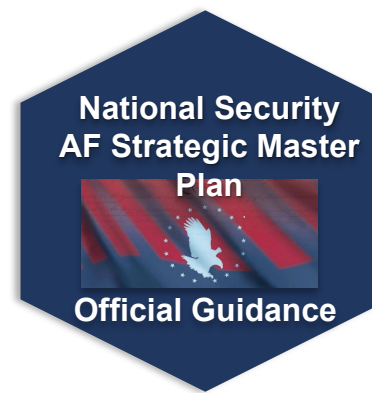 National Security
AF Strategic Master
Plan
Official Guidance